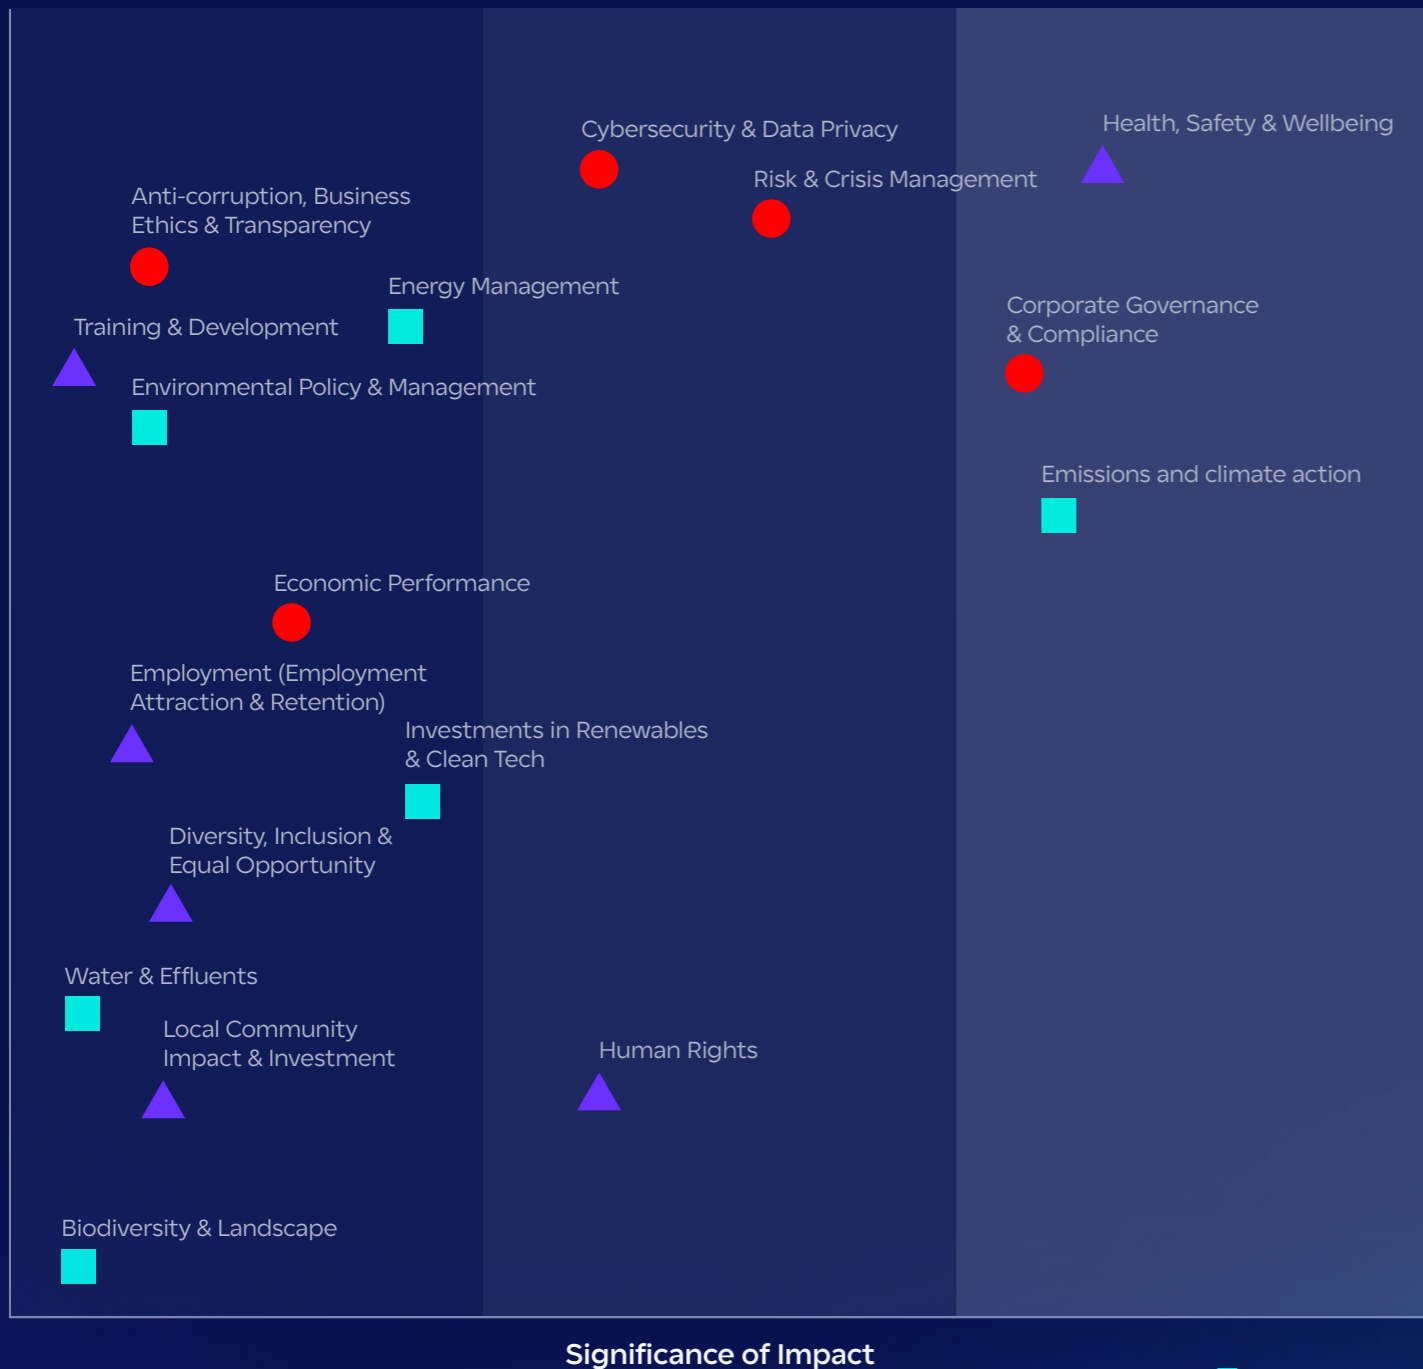 Cybersecurity & Data Privacy
Health, Safety & Wellbeing
Risk & Crisis Management
Anti-corruption, Business
Ethics & Transparency
Energy Management
Corporate Governance
& Compliance
Training & Development
Environmental Policy & Management
Emissions and climate action
Economic Performance
Employment (Employment
Attraction & Retention)
Investments in Renewables
& Clean Tech
Diversity, Inclusion &
Equal Opportunity
Water & Effluents
Local Community
Impact & Investment
Human Rights
Biodiversity & Landscape
Significance of Impact